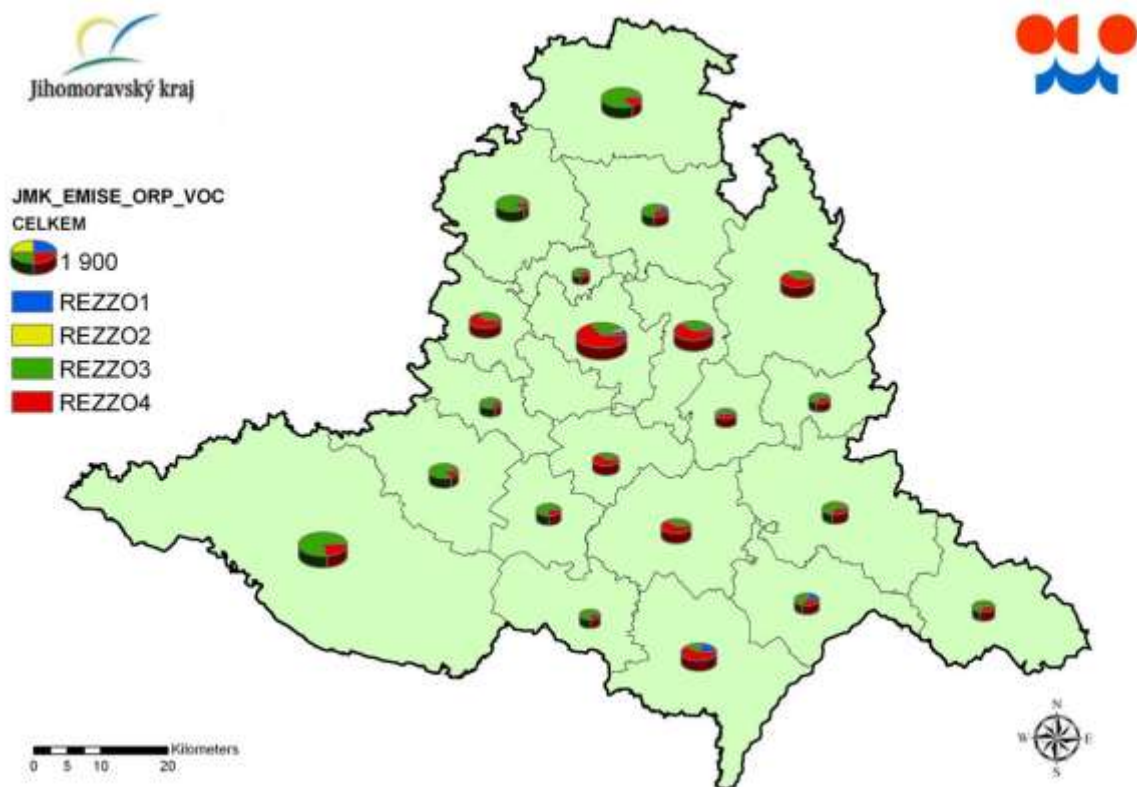 Jihomoravský kraj
JMK_EMISE_ORP_VOC
CELKEM
1 900
REZZO1
REZZO2
REZZO3
REZZO4
Kilometers
0 5 10 20
N
W E
S